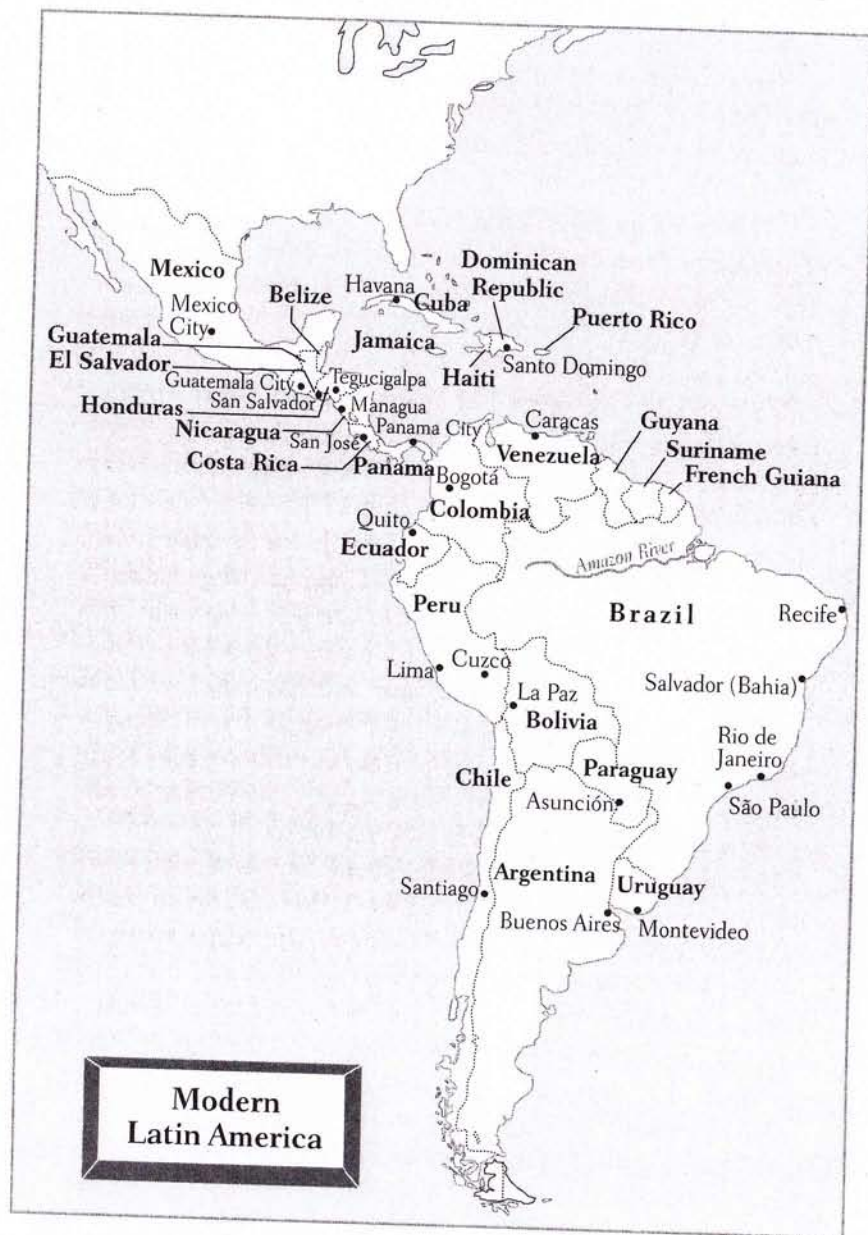 Mexico
Mexico
City
Belize
Havana
Cuba
Dominican
Republic
Puerto Rico
Guatemala
El Salvador
Jamaica
Haiti
Santo Domingo
Guatemala City
Tegucigalpa
San Salvador
Honduras
Managua
Nicaragua
San José
Panama City
Costa Rica
Panama
Caracas
Venezuela
Guyana
Suriname
French Guiana
Bogotá
Colombia
Quito
Ecuador
Amazon River
Peru
Brazil
Recife
Lima
Cuzco
La Paz
Bolivia
Salvador (Bahia)
Rio de
Janeiro
São Paulo
Chile
Paraguay
Asunción
Argentina
Santiago
Uruguay
Buenos Aires
Montevideo
Modern
Latin America